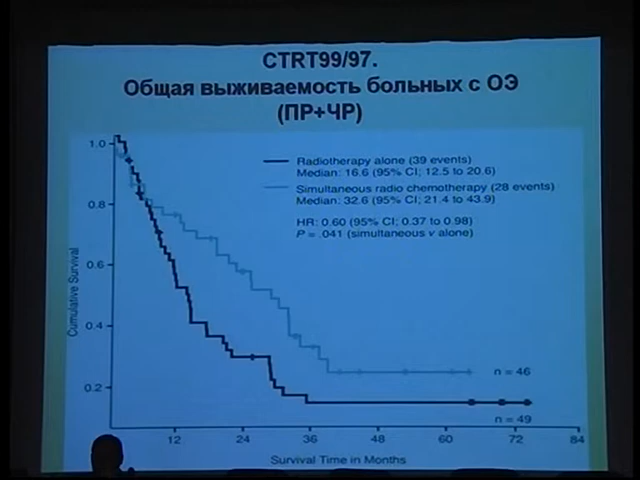 CTRT99/97.
Общая выживаемость больных с ОЭ
(ПР+ЧР)
Radiotherapy alone (39 events)
Median: 16.6 (95% CI; 12.5 to 20.6)
Simultaneous radio chemotherapy (28 events)
Median: 32.6 (95% CI; 21.4 to 43.9)
HR: 0.60 (95% CI; 0.37 to 0.98)
P = .041 (simultaneous v alone)
Cumulative Survival
1.0
0.8
0.6
0.4
0.2
n = 46
n = 49
12 24 36 48 60 72 84
Survival Time in Months